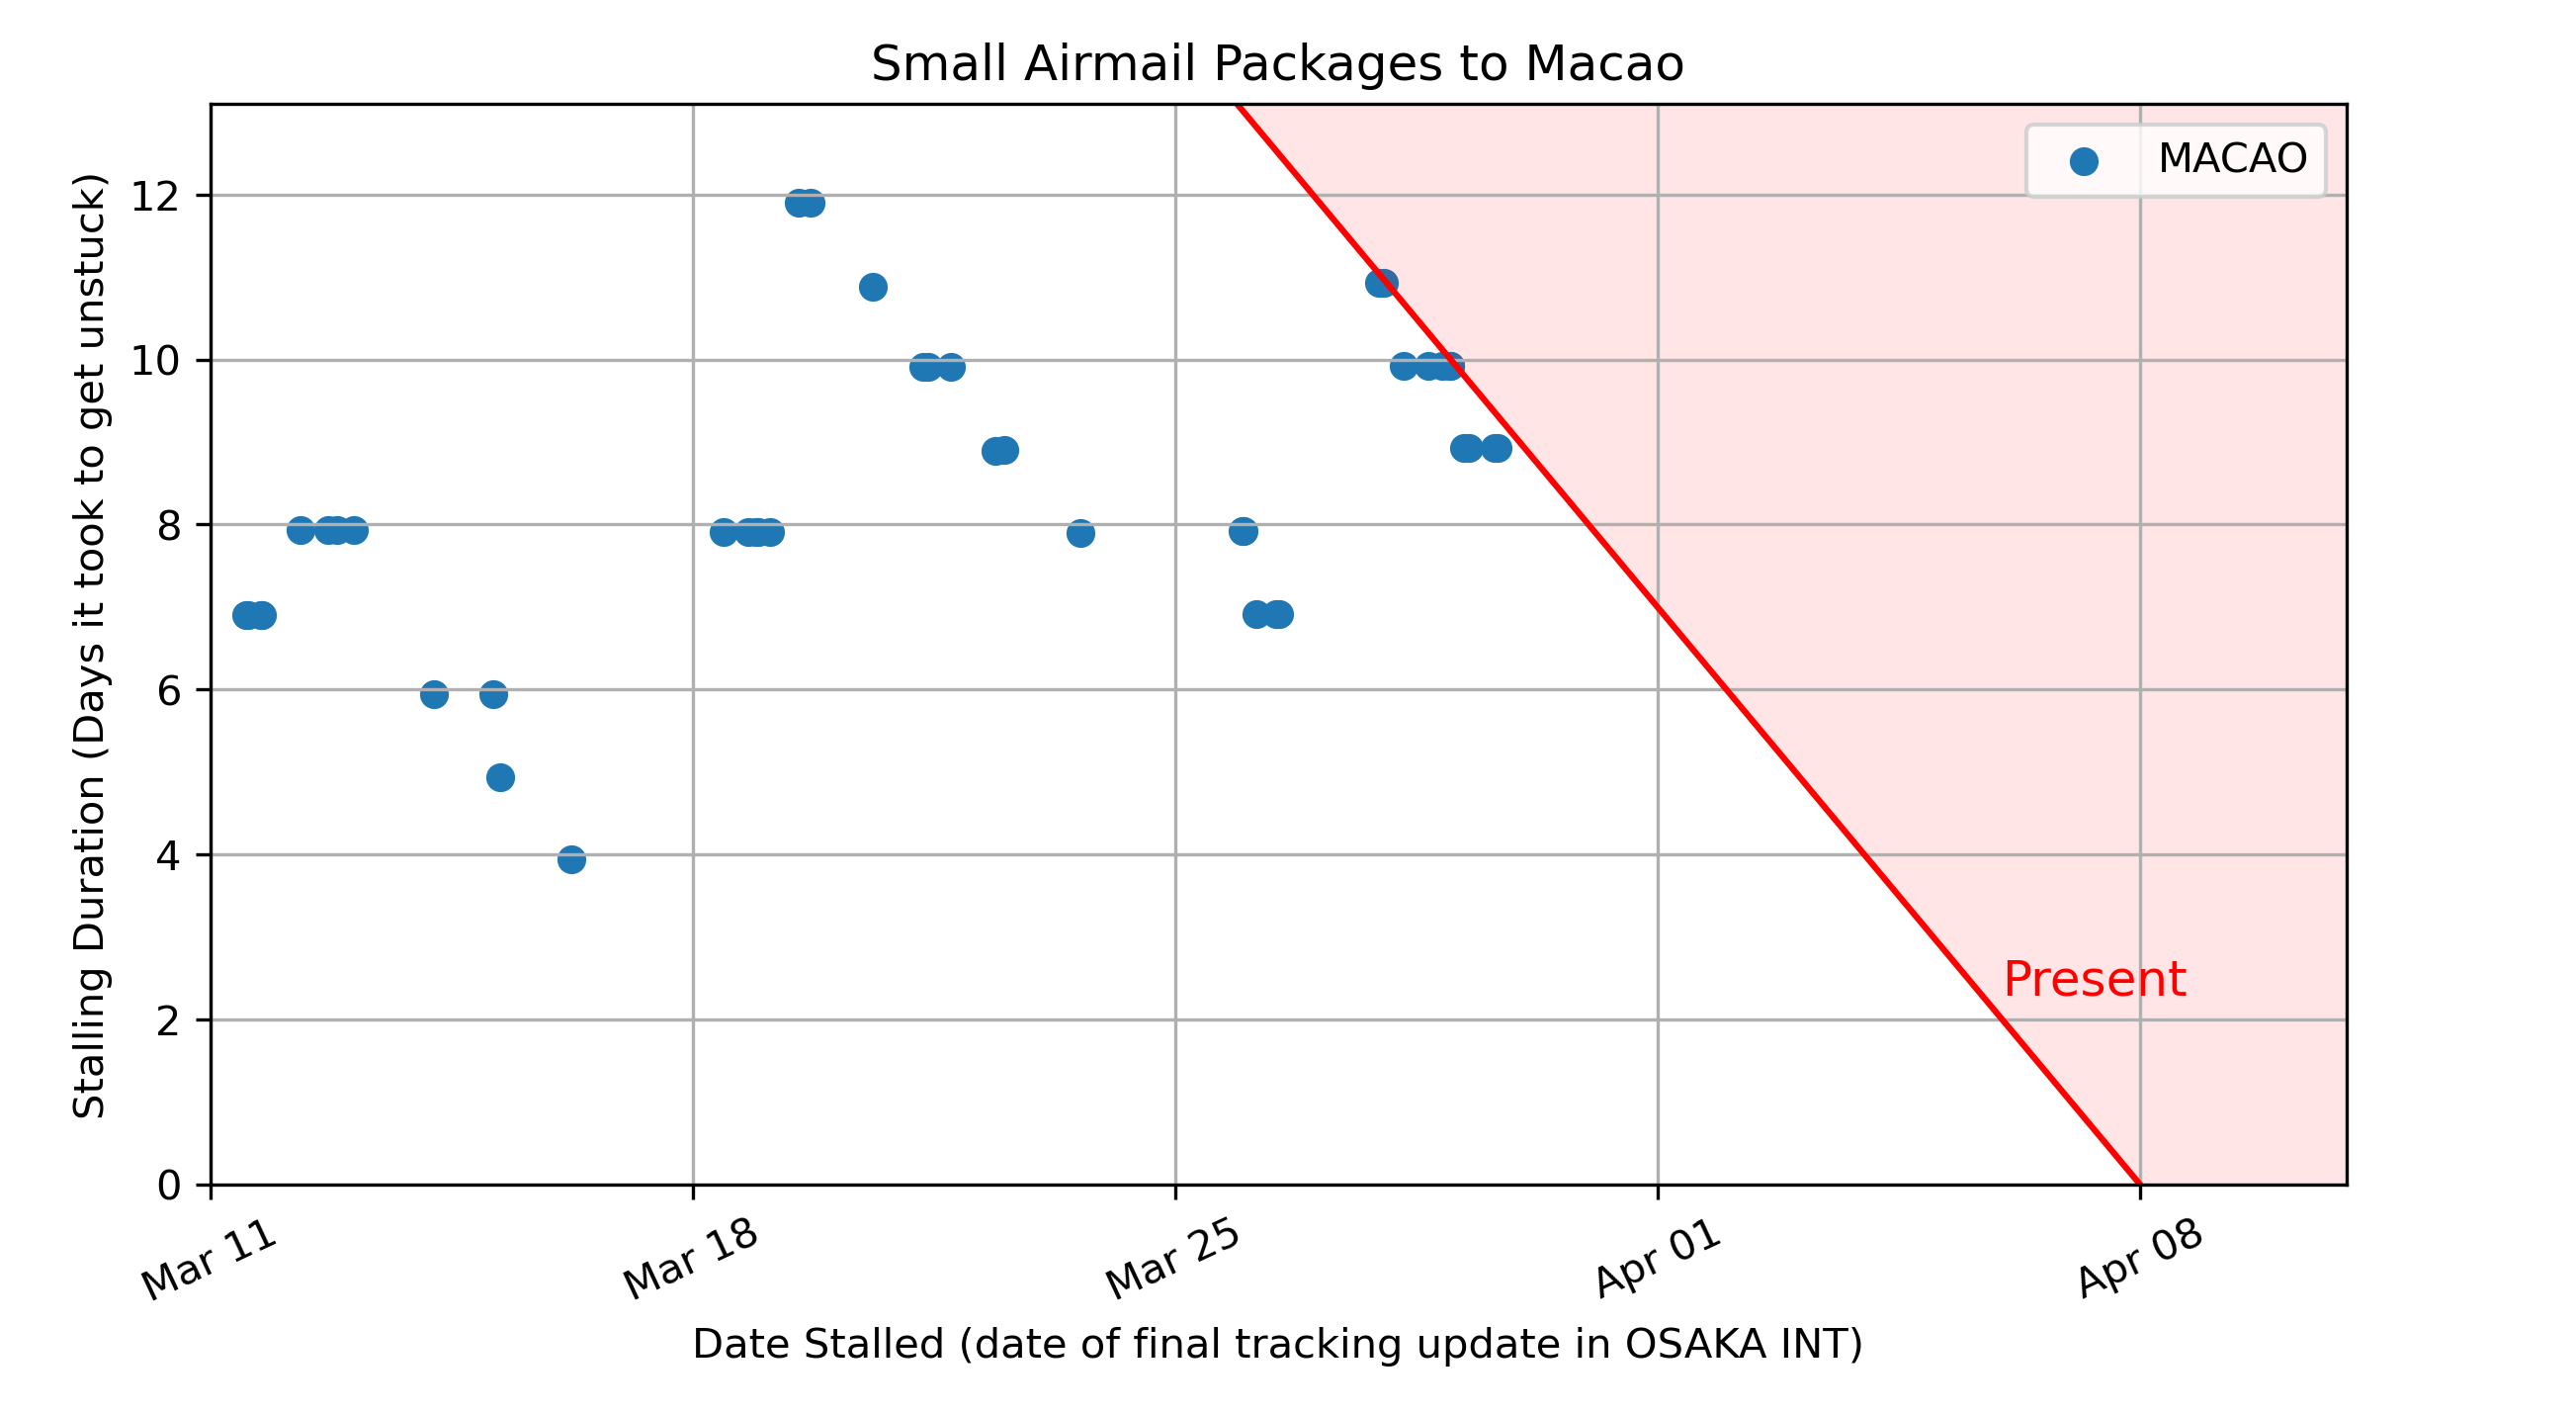 Small Airmail Packages to Macao
Stalling Duration (Days it took to get unstuck)
12
10
8
6
4
2
0
MACAO
Present
Mar 11
Mar 18
Mar 25
Apr 01
Apr 08
Date Stalled (date of final tracking update in OSAKA INT)